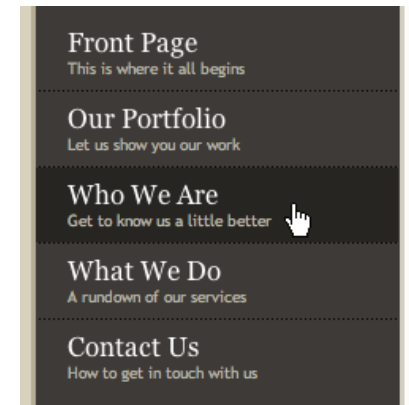 Front Page
This is where it all begins
Our Portfolio
Let us show you our work
Who We Are
Get to know us a little better
What We Do
A rundown of our services
Contact Us
How to get in touch with us